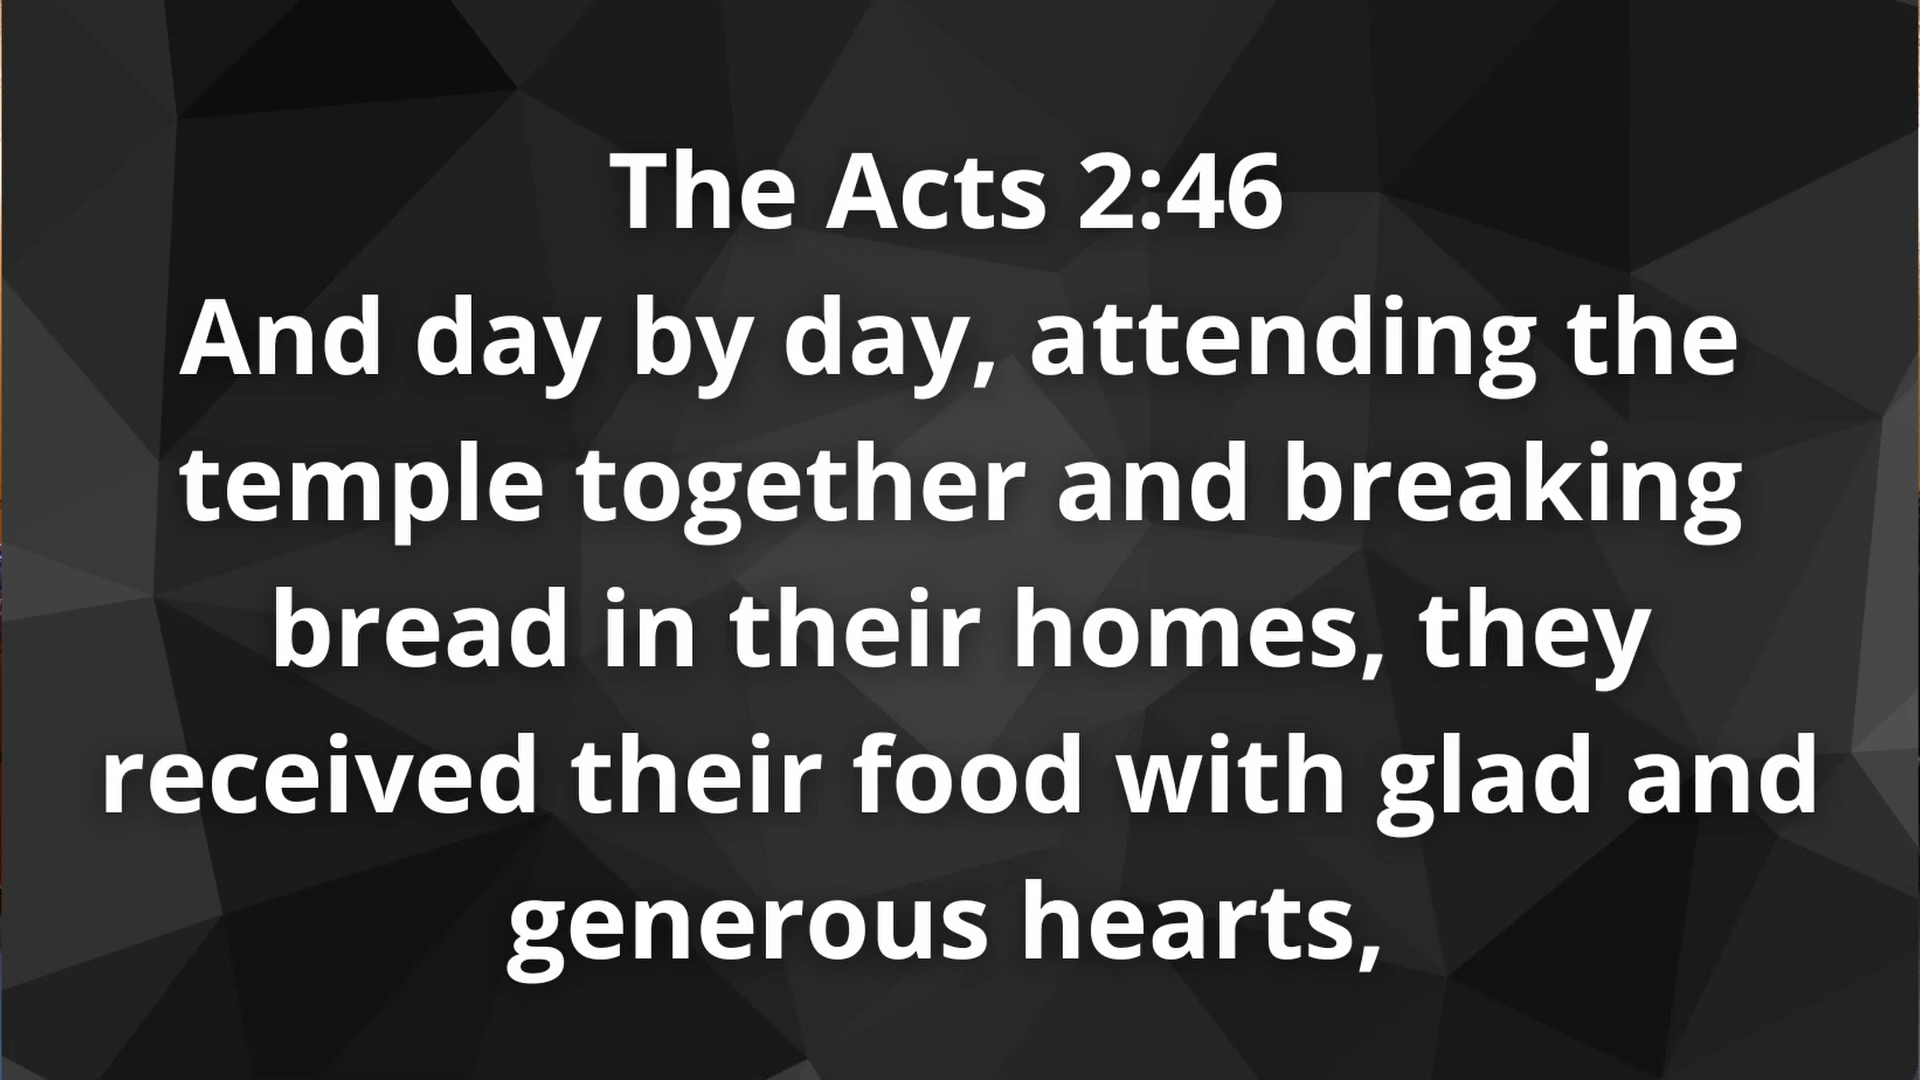 The Acts 2:46
And day by day, attending the
temple together and breaking
bread in their homes, they
received their food with glad and
generous hearts,